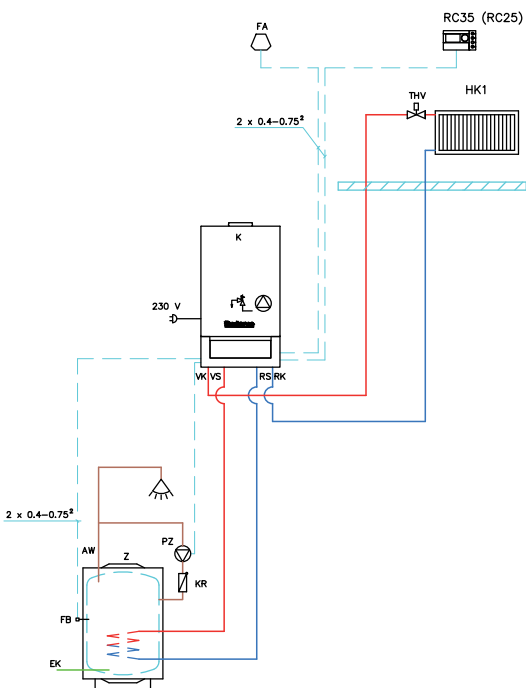 RC35 (RC25)
FA
HK1
THV
2 x 0.4-0.75²
K
230 V
VK VS RS RK
2 x 0.4-0.75²
PZ
AW
Z
KR
FB
EK